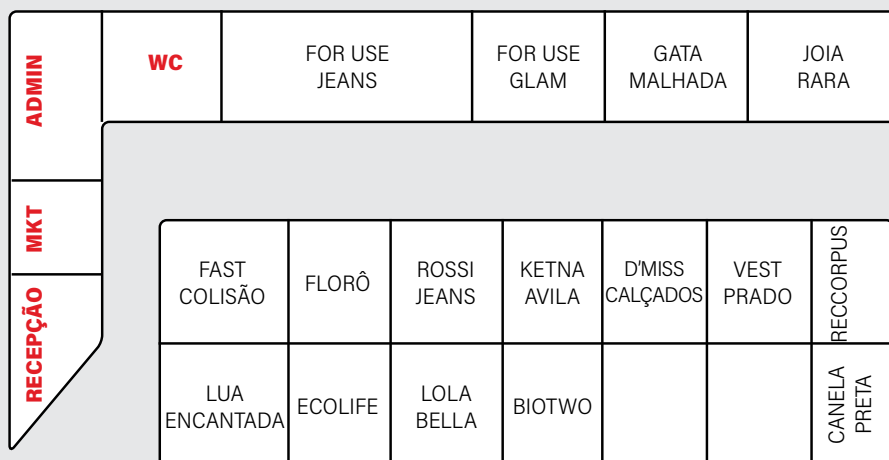 ADMIN
WC
FOR USE
JEANS
FOR USE
GLAM
GATA
MALHADA
JOIA
RARA
MKT
RECEPÇÃO
FAST
COLISÃO
FLORÔ
ROSSI
JEANS
KETNA
AVILA
D'MISS
CALÇADOS
VEST
PRADO
RECCORPUS
LUA
ENCANTADA
ECOLIFE
LOLA
BELLA
BIOTWO
CANELA
PRETA